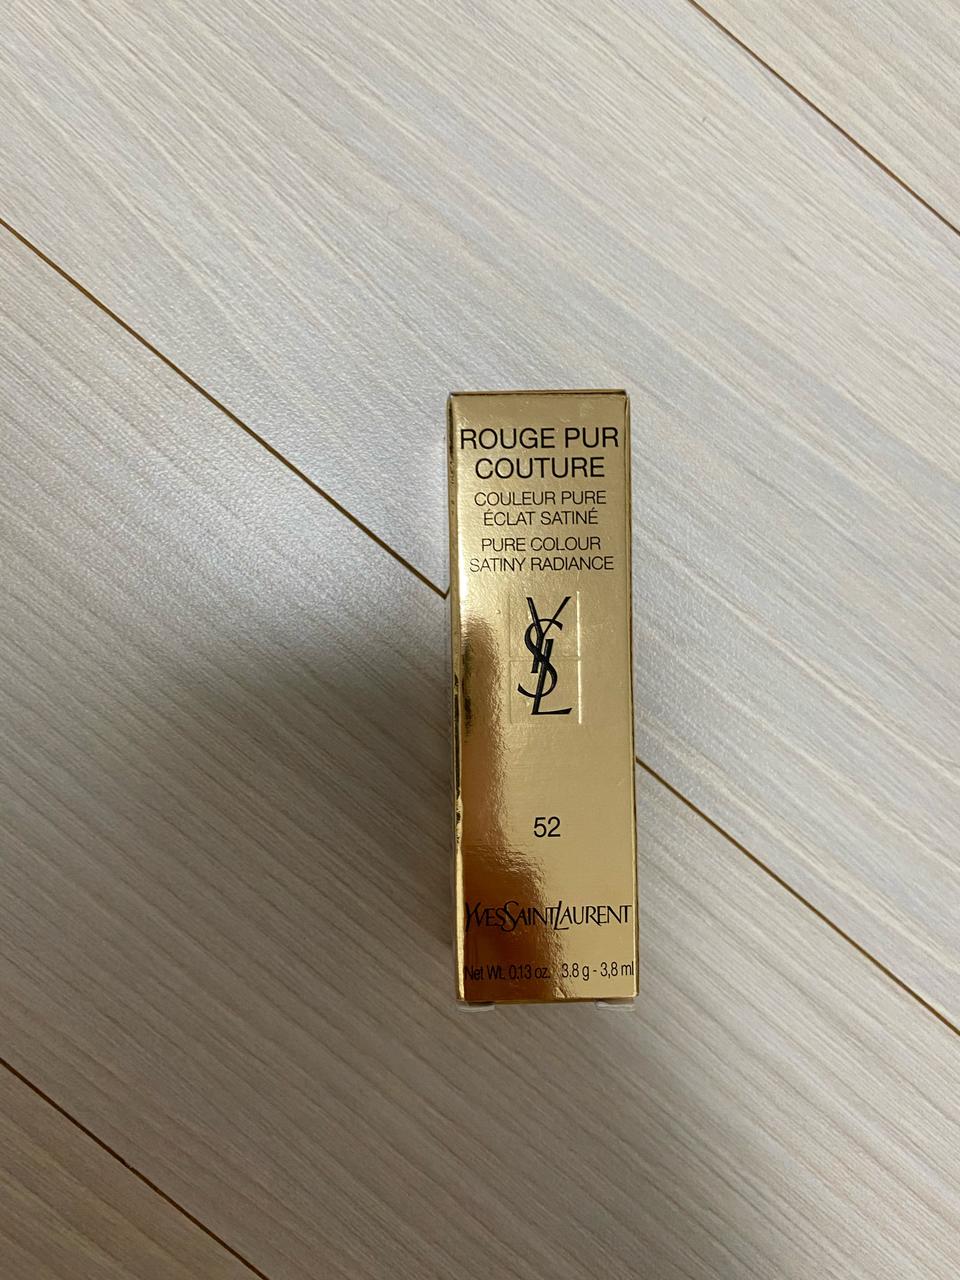 ROUGE PUR
COUTURE
COULEUR PURE
ÉCLAT SATINÉ
PURE COLOUR
SATINY RADIANCE
YSL
52
YVESSAINTLAURENT
Net Wt. 0.13 oz. 3.8 g - 3,8 ml